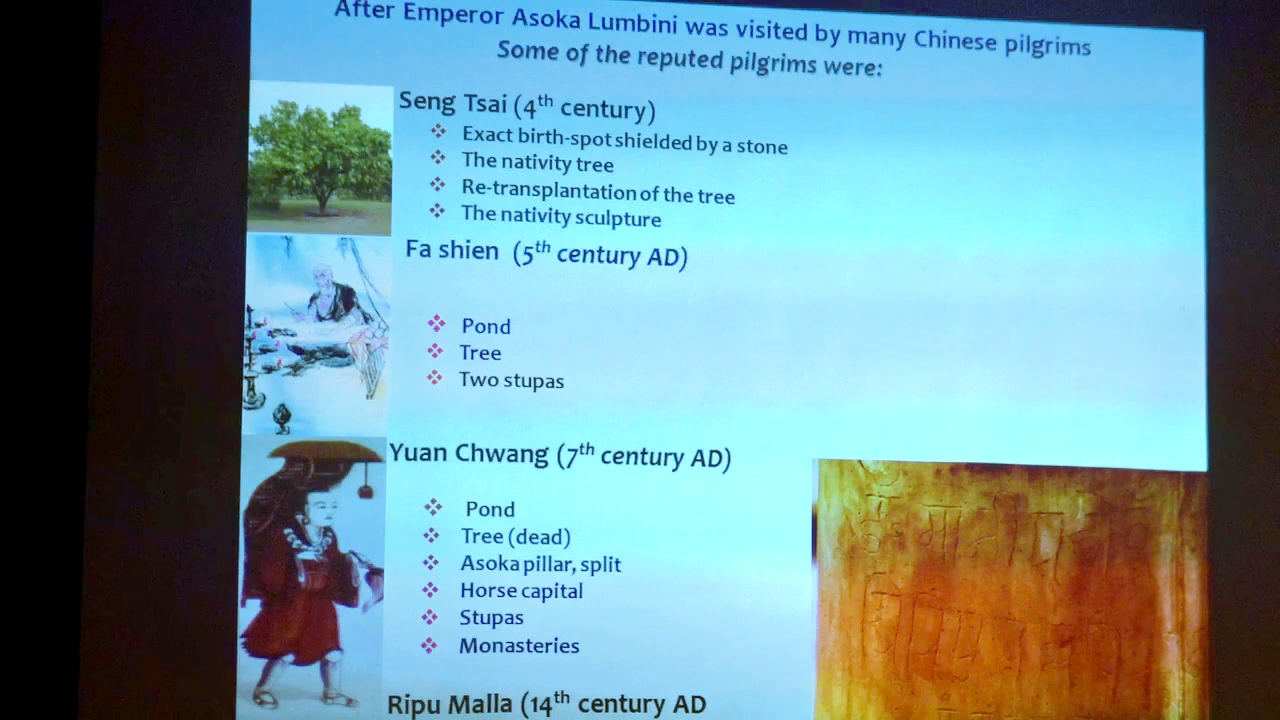 After Emperor Asoka Lumbini was visited by many Chinese pilgrims
Some of the reputed pilgrims were:
Seng Tsai (4th century)
Exact birth-spot shielded by a stone
The nativity tree
Re-transplantation of the tree
The nativity sculpture
Fa shien (5th century AD)
Pond
Tree
Two stupas
Yuan Chwang (7th century AD)
Pond
Tree (dead)
Asoka pillar, split
Horse capital
Stupas
Monasteries
Ripu Malla (14th century AD